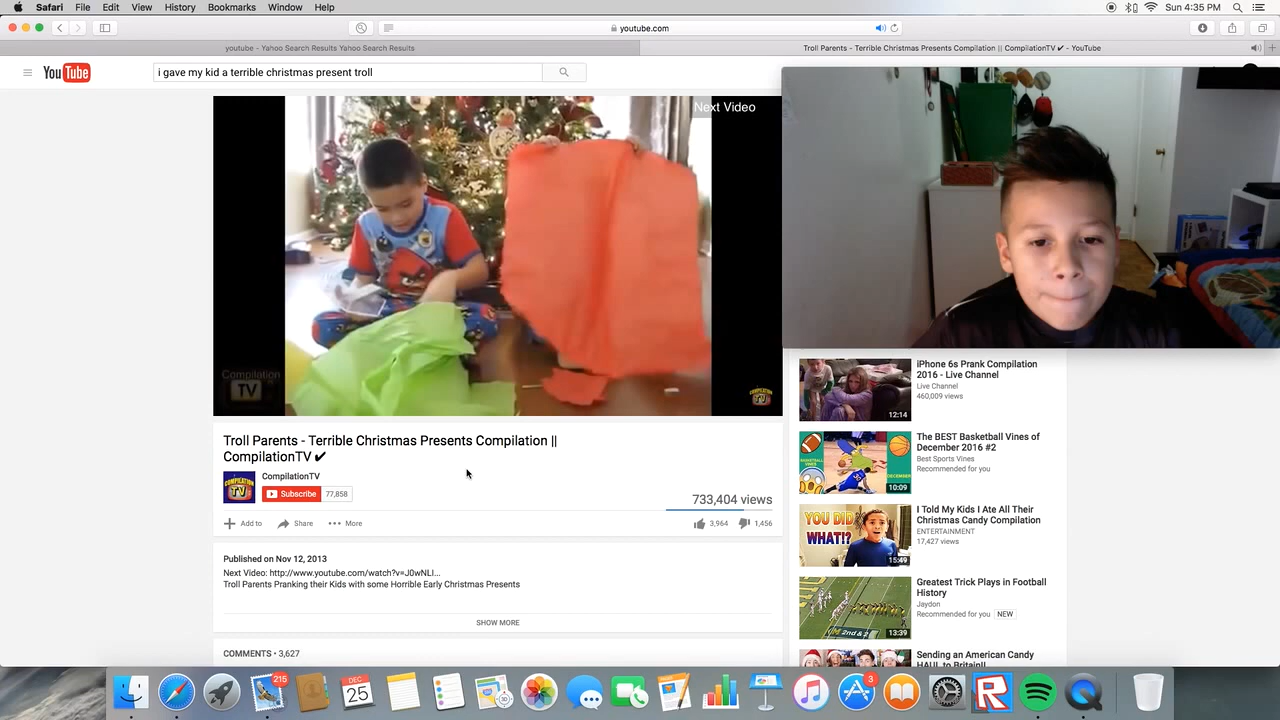 Safari File Edit View History Bookmarks Window Help
Sun 4:35 PM
youtube.com
youtube - Yahoo Search Results Yahoo Search Results
Troll Parents - Terrible Christmas Presents Compilation || CompilationTV ✔ - YouTube
YouTube
i gave my kid a terrible christmas present troll
Next Video
Compilation
TV
Troll Parents - Terrible Christmas Presents Compilation ||
CompilationTV ✔
CompilationTV
Subscribe 77,858
733,404 views
Add to Share More
3,964 1,456
Published on Nov 12, 2013
Next Video: http://www.youtube.com/watch?v=J0wNLI...
Troll Parents Pranking their Kids with some Horrible Early Christmas Presents
SHOW MORE
COMMENTS • 3,627
iPhone 6s Prank Compilation
2016 - Live Channel
Live Channel
460,009 views
12:14
The BEST Basketball Vines of
December 2016 #2
Best Sports Vines
Recommended for you
10:09
YOU DID
WHAT!?
I Told My Kids I Ate All Their
Christmas Candy Compilation
ENTERTAINMENT
17,427 views
15:49
Greatest Trick Plays in Football
History
Jaydon
Recommended for you NEW
2nd &
13:39
Sending an American Candy
HAUL to Britain!!
215
DEC
25
3